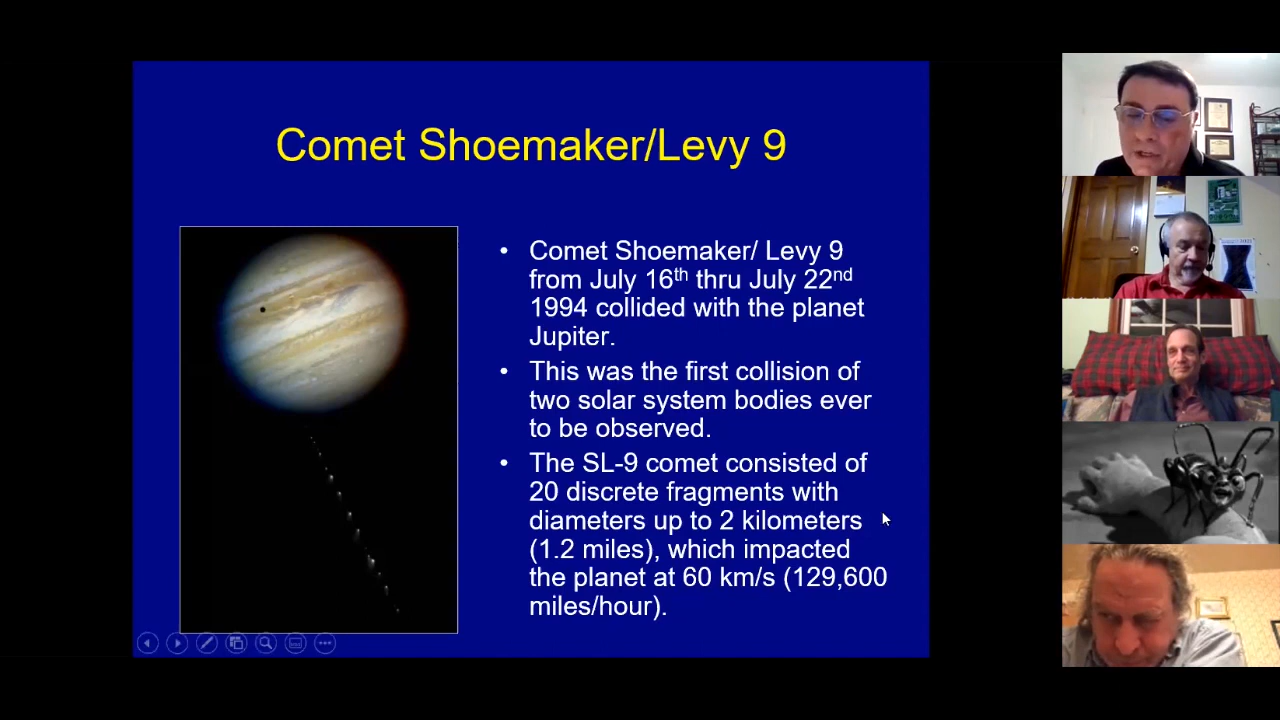 Comet Shoemaker/Levy 9
• Comet Shoemaker/ Levy 9
from July 16th thru July 22nd
1994 collided with the planet
Jupiter.
• This was the first collision of
two solar system bodies ever
to be observed.
• The SL-9 comet consisted of
20 discrete fragments with
diameters up to 2 kilometers
(1.2 miles), which impacted
the planet at 60 km/s (129,600
miles/hour).